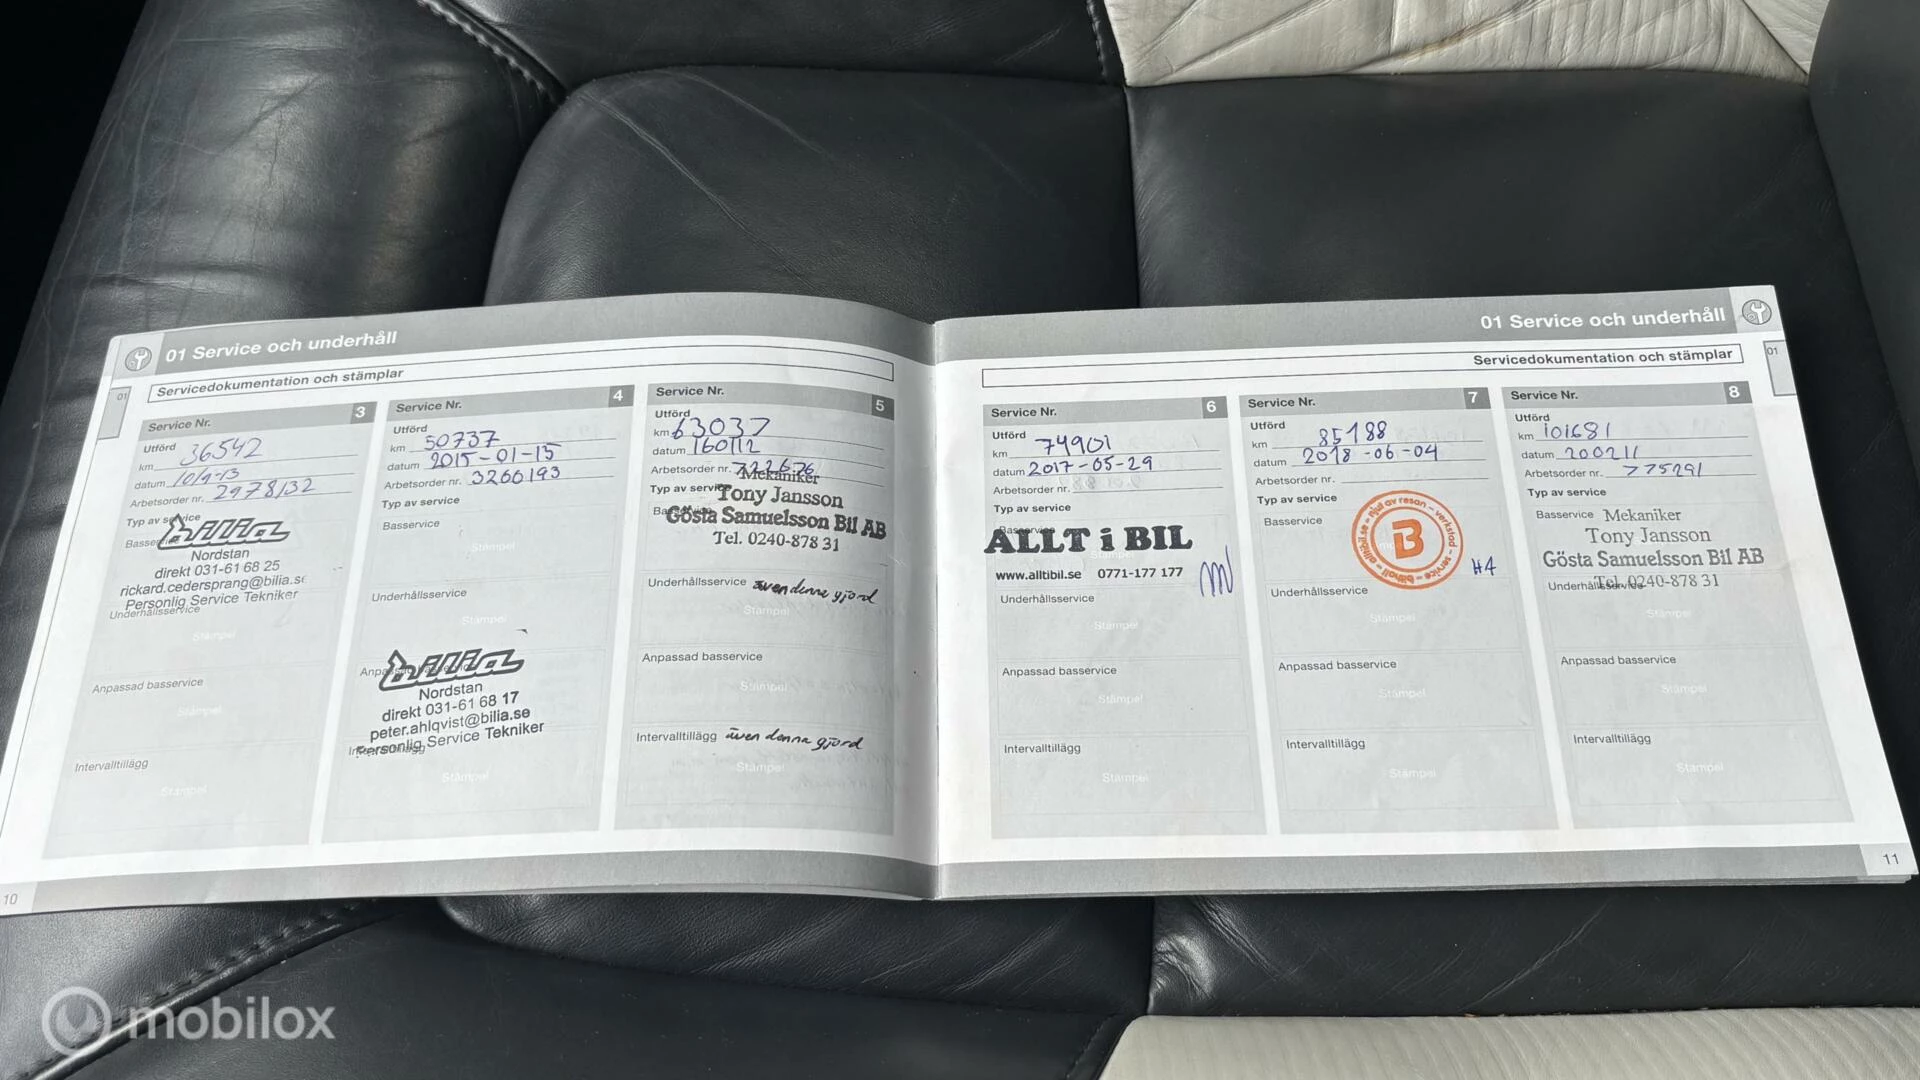 01 Service och underhåll
01
Servicedokumentation och stämplar
Service Nr. 3
Utförd
km 36542
datum 10/9-13
Arbetsorder nr. 2978132
Typ av service
bilia
Nordstan
direkt 031-61 68 25
rickard.cedersprang@bilia.se
Personlig Service Tekniker
Underhållsservice
Stämpel
Anpassad basservice
Stämpel
Intervalltillägg
Stämpel
Service Nr. 4
Utförd
km 50737
datum 2015-01-15
Arbetsorder nr. 3266193
Typ av service
Basservice
Stämpel
Underhållsservice
Stämpel
bilia
Nordstan
direkt 031-61 68 17
peter.ahlqvist@bilia.se
Personlig Service Tekniker
Stämpel
Service Nr. 5
Utförd
km 63037
datum 160112
Arbetsorder nr. 722676
Mekaniker
Typ av service
Tony Jansson
Gösta Samuelsson Bil AB
Tel. 0240-878 31
Underhållsservice även denna gjord
Stämpel
Anpassad basservice
Stämpel
Intervalltillägg även denna gjord
Stämpel
10
01 Service och underhåll
01
Servicedokumentation och stämplar
Service Nr. 6
Utförd
km 74901
datum 2017-05-29
Arbetsorder nr.
Typ av service
Basservice
ALLT i BIL
www.alltibil.se 0771-177 177
Underhållsservice
Stämpel
Anpassad basservice
Stämpel
Intervalltillägg
Stämpel
Service Nr. 7
Utförd
km 85188
datum 2018-06-04
Arbetsorder nr.
Typ av service
Basservice
B
#4
Underhållsservice
Stämpel
Anpassad basservice
Stämpel
Intervalltillägg
Stämpel
Service Nr. 8
Utförd
km 101681
datum 200211
Arbetsorder nr. 775291
Typ av service
Basservice Mekaniker
Tony Jansson
Gösta Samuelsson Bil AB
Tel. 0240-878 31
Underhållsservice
Stämpel
Anpassad basservice
Stämpel
Intervalltillägg
Stämpel
11
mobilox